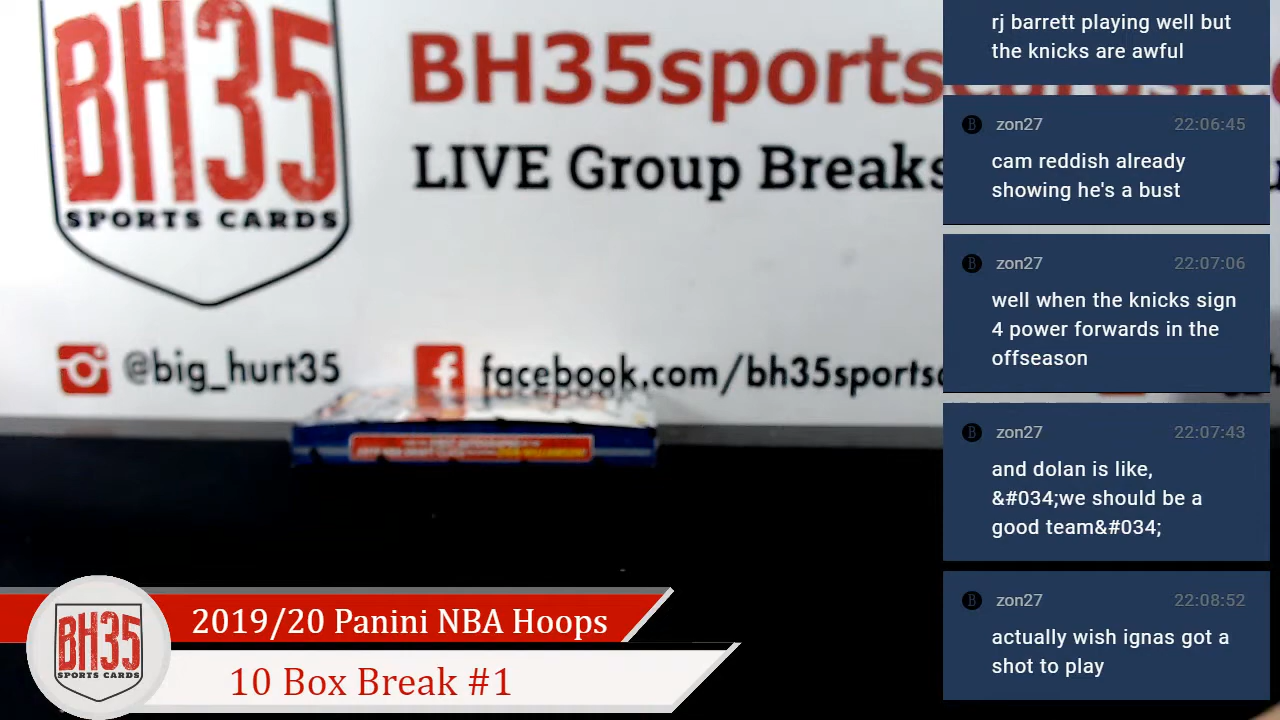 BH35
SPORTS CARDS
BH35sports
LIVE Group Breaks
@big_hurt35
facebook.com/bh35sports
2019/20 Panini NBA Hoops
10 Box Break #1
BH35
SPORTS CARDS
rj barrett playing well but
the knicks are awful
zon27 22:06:45
cam reddish already
showing he's a bust
zon27 22:07:06
well when the knicks sign
4 power forwards in the
offseason
zon27 22:07:43
and dolan is like,
&#034;we should be a
good team&#034;
zon27 22:08:52
actually wish ignas got a
shot to play